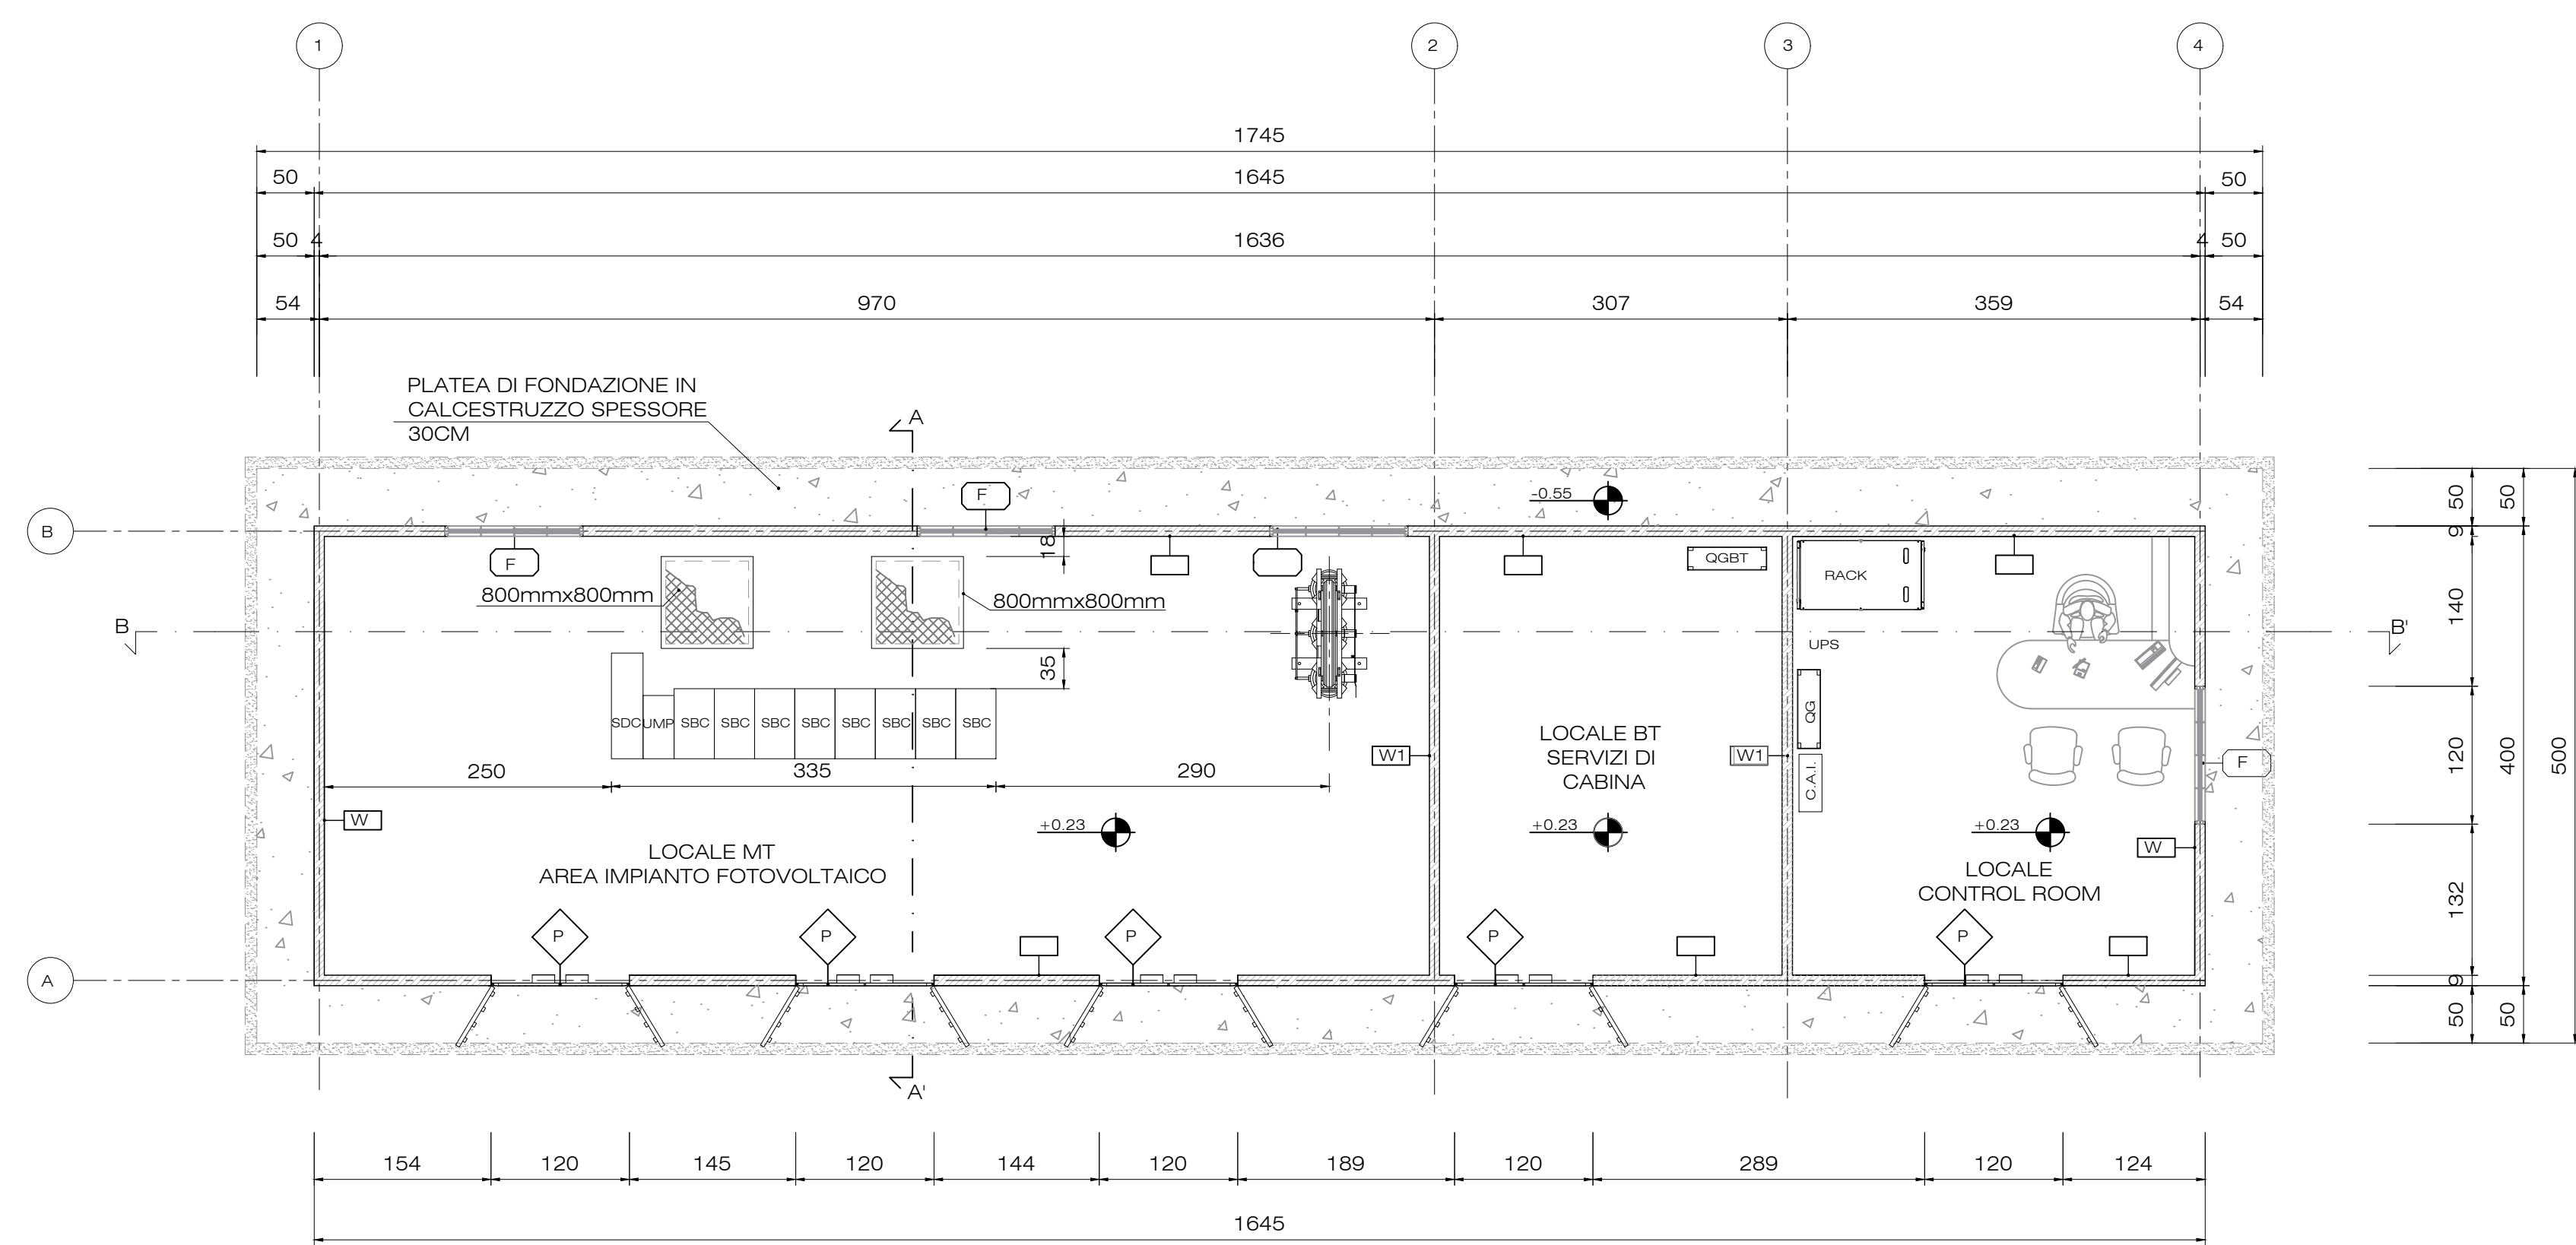 1 2 3 4
1745
50 1645 50
50 4 1636 4 50
54 970 307 359 54
PLATEA DI FONDAZIONE IN
CALCESTRUZZO SPESSORE
30CM
A
F
-0.55
50 50
B
9
18
F
QGBT
RACK
800mmx800mm
800mmx800mm
140
B
B'
UPS
35
SDC UMP SBC SBC SBC SBC SBC SBC SBC SBC
QG
W1
W1
LOCALE BT
SERVIZI DI
CABINA
120 400 500
F
250 335 290
C.A.I.
W
+0.23
+0.23
+0.23
W
LOCALE MT
AREA IMPIANTO FOTOVOLTAICO
LOCALE
CONTROL ROOM
132
P P P P P
A
9
50 50
A'
154 120 145 120 144 120 189 120 289 120 124
1645